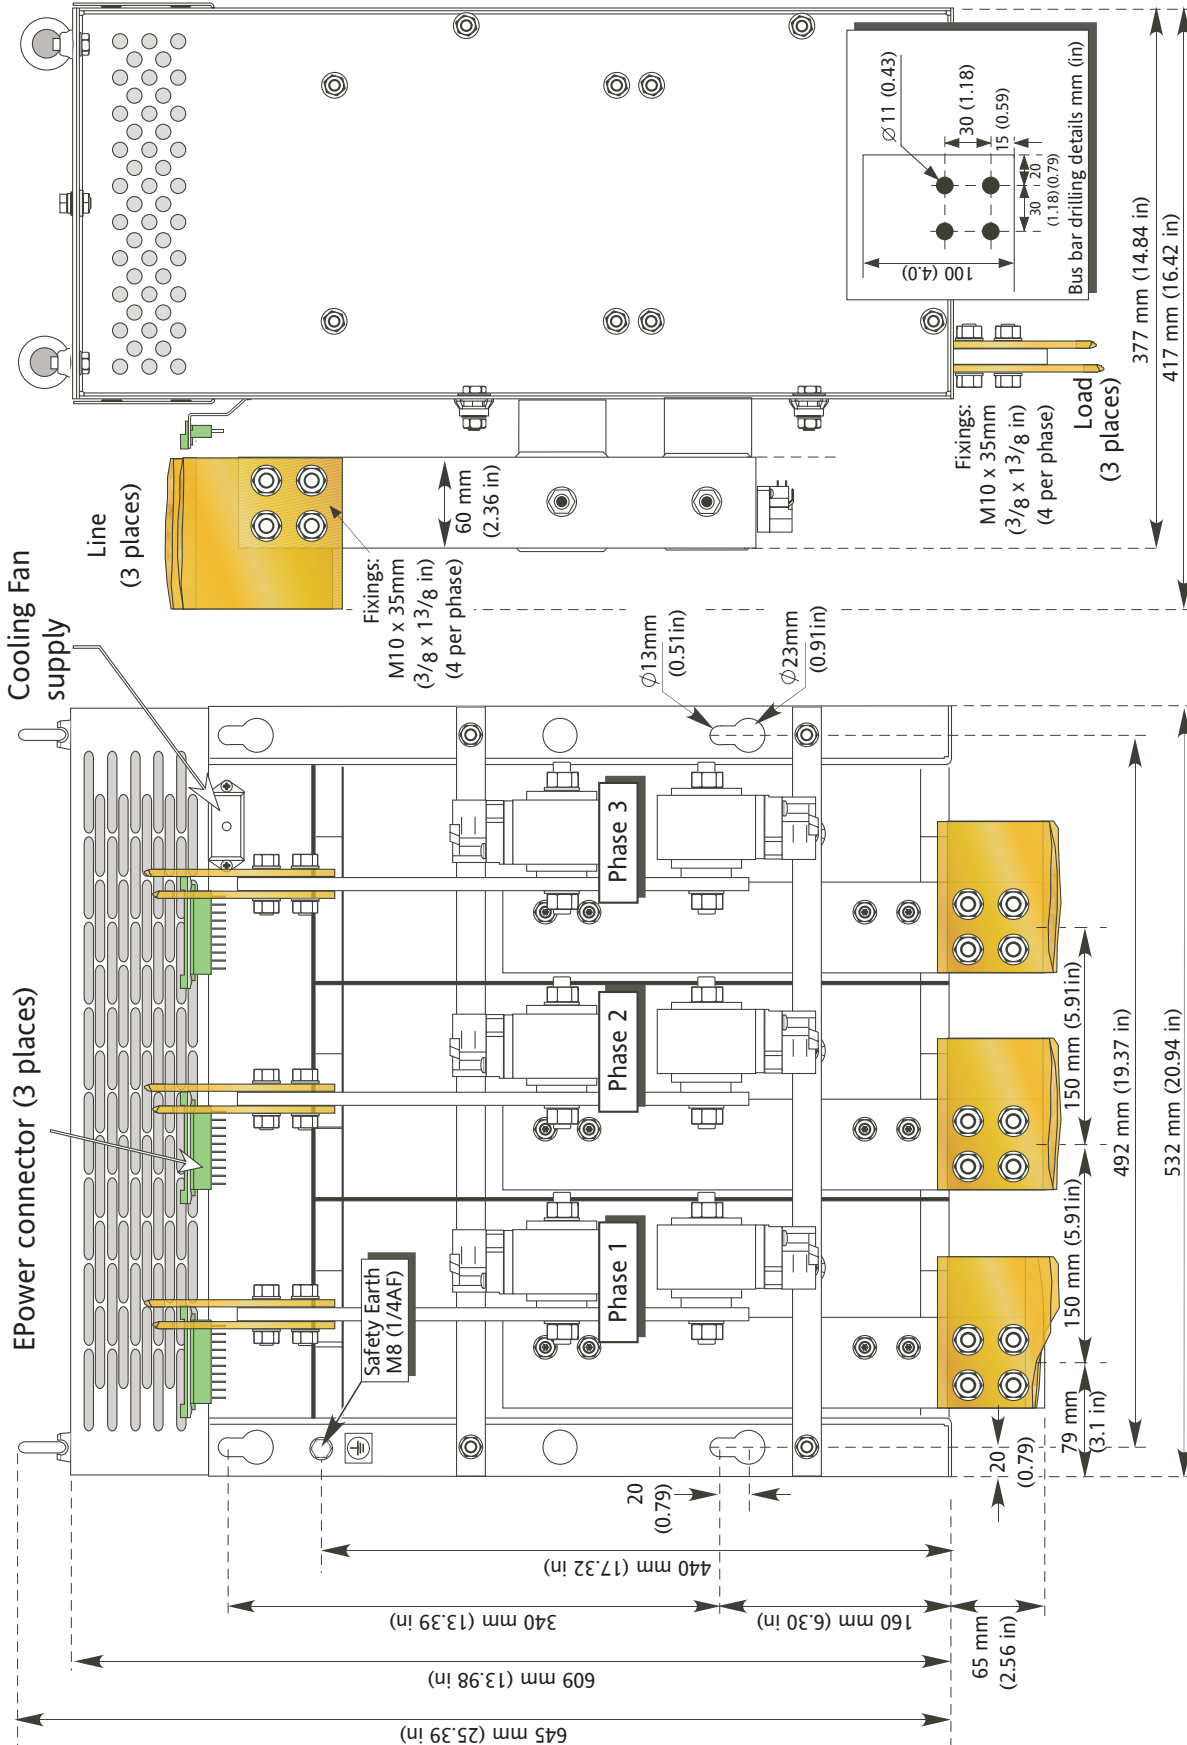 Cooling Fan
supply
Line
(3 places)
Fixings:
M10 x 35mm
(3/8 x 13/8 in)
(4 per phase)
60 mm
(2.36 in)
Ø11 (0.43)
30 (1.18)
15 (0.59)
20
(0.79)
30
(1.18)
100 (4.0)
Bus bar drilling details mm (in)
Fixings:
M10 x 35mm
(3/8 x 13/8 in)
(4 per phase)
Load
(3 places)
377 mm (14.84 in)
417 mm (16.42 in)
EPower connector (3 places)
Ø13mm
(0.51in)
Ø23mm
(0.91in)
Phase 3
Phase 2
Phase 1
Safety Earth
M8 (1/4AF)
20
(0.79)
440 mm (17.32 in)
340 mm (13.39 in)
160 mm (6.30 in)
609 mm (13.98 in)
645 mm (25.39 in)
65 mm
(2.56 in)
20
(0.79)
79 mm
(3.1 in)
150 mm (5.91in)
150 mm (5.91in)
492 mm (19.37 in)
532 mm (20.94 in)